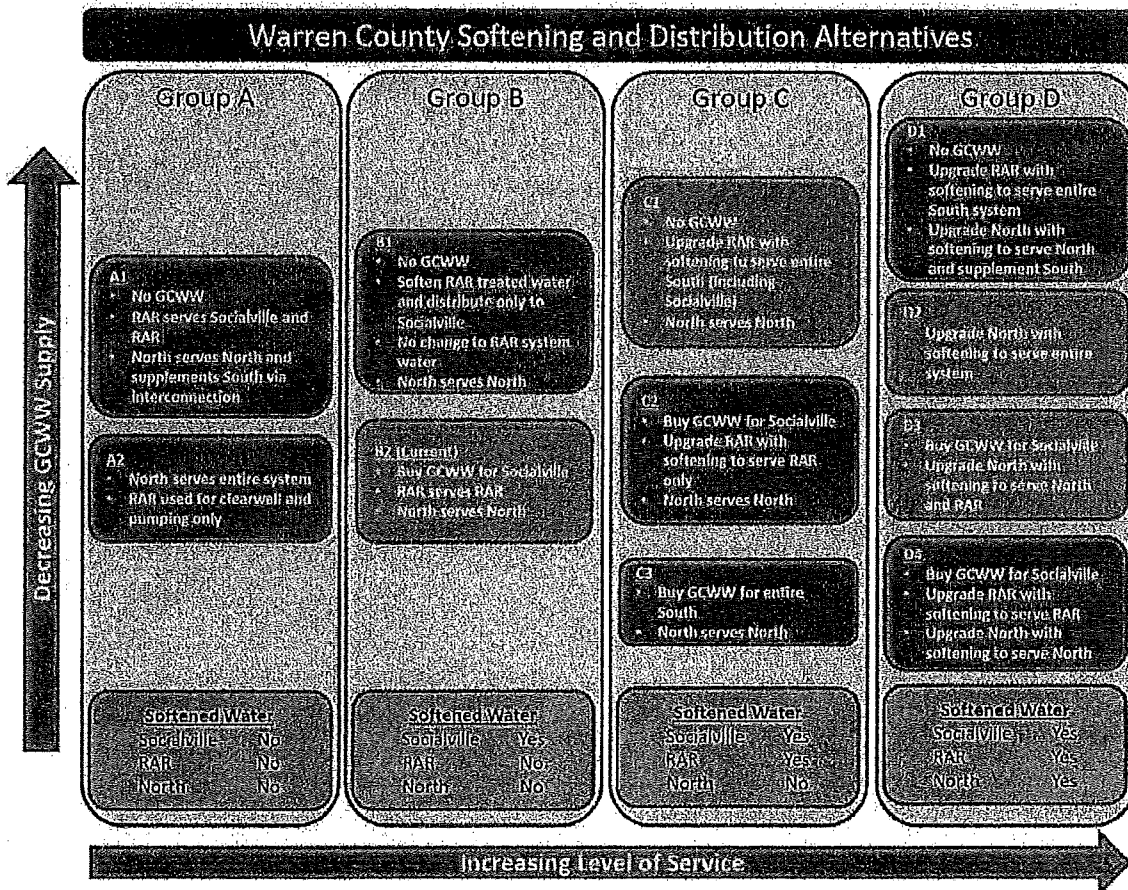 Warren County Softening and Distribution Alternatives
Decreasing GCWW Supply
Group A
A1
• No GCWW
• RAR serves Socialville and
RAR
• North serves North and
supplements South via
Interconnection
A2
• North serves entire system
• RAR used for clearwell and
pumping only
Softened Water
Socialville No
RAR No
North No
Group B
B1
• No GCWW
• Soften RAR treated water
and distribute only to
Socialville
• No change to RAR system
water
• North serves North
B2 (Current)
• Buy GCWW for Socialville
• RAR serves RAR
• North serves North
Softened Water
Socialville Yes
RAR No
North No
Group C
C1
• No GCWW
• Upgrade RAR with
softening to serve entire
South (including
Socialville)
• North serves North
C2
• Buy GCWW for Socialville
• Upgrade RAR with
softening to serve RAR
only
• North serves North
C3
• Buy GCWW for entire
South
• North serves North
Softened Water
Socialville Yes
RAR Yes
North No
Group D
D1
• No GCWW
• Upgrade RAR with
softening to serve entire
South system
• Upgrade North with
softening to serve North
and supplement South
D2
Upgrade North with
softening to serve entire
system
D3
• Buy GCWW for Socialville
• Upgrade North with
softening to serve North
and RAR
• Buy GCWW for Socialville
• Upgrade RAR with
softening to serve RAR
• Upgrade North with
softening to serve North
Softened Water
Socialville Yes
RAR Yes
North Yes
Increasing Level of Service